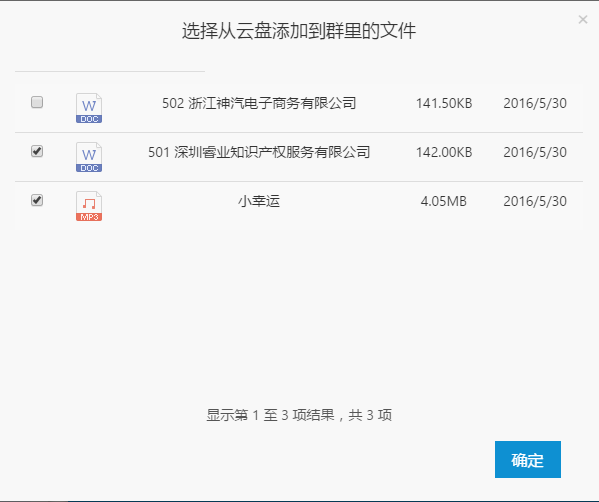 选择从云盘添加到群里的文件
×
W DOC 502 浙江神汽电子商务有限公司 141.50KB 2016/5/30
W DOC 501 深圳睿业知识产权服务有限公司 142.00KB 2016/5/30
MP3 小幸运 4.05MB 2016/5/30
显示第 1 至 3 项结果，共 3 项
确定